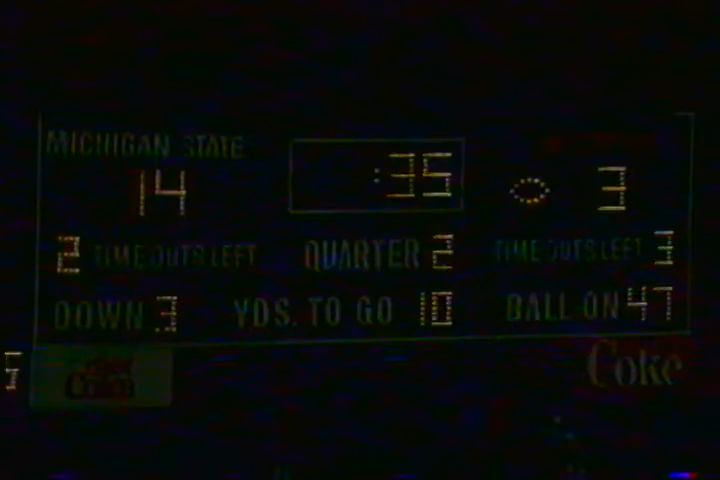 MICHIGAN STATE
14 :35 3
2 TIME OUTS LEFT QUARTER 2 TIME OUTS LEFT 3
DOWN 3 YDS. TO GO 10 BALL ON 47
Coke Coke